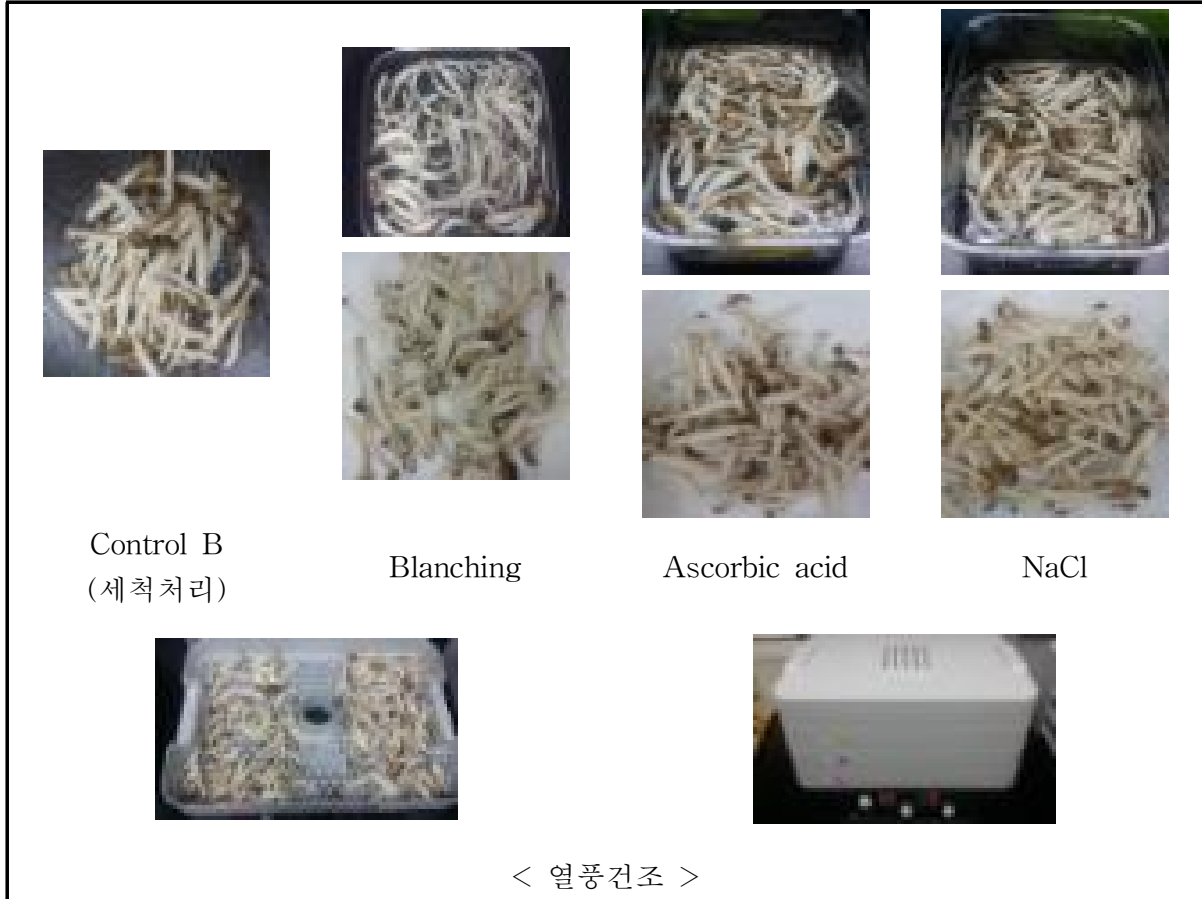 Control B
(세척처리)
Blanching
Ascorbic acid
NaCl
< 열풍건조 >